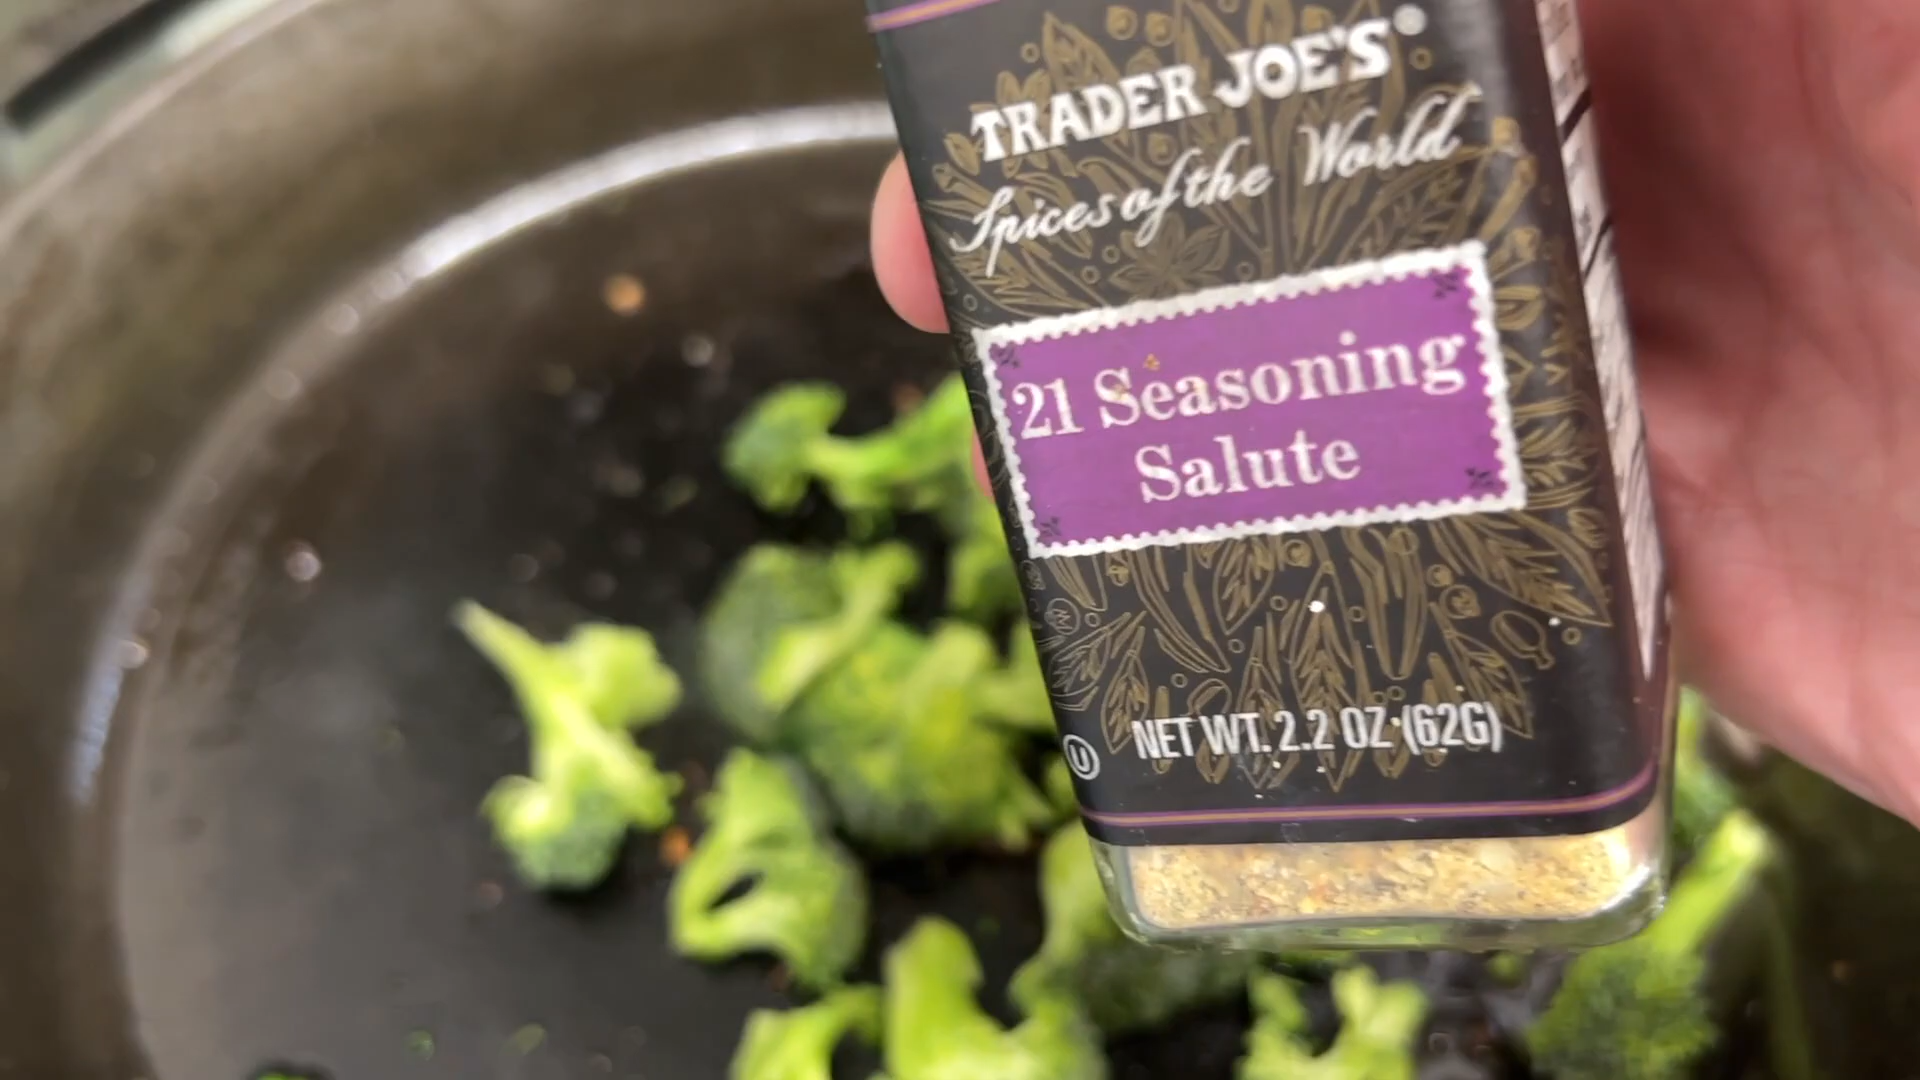 TRADER JOE'S®
Spices of the World
21 Seasoning
Salute
U
NET WT. 2.2 OZ (62G)